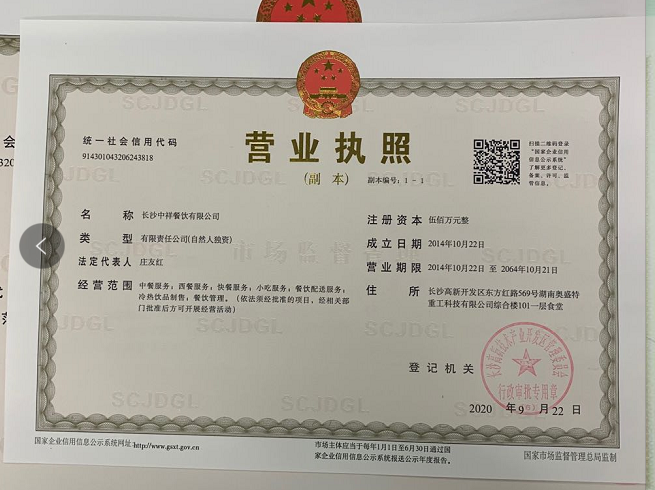 统一社会信用代码
914301043206243818
营业执照
(副 本) 副本编号：1－1
扫描二维码登录
"国家企业信用
信息公示系统"
了解更多登记、
备案、许可、监
管信息。
名 称 长沙中祥餐饮有限公司
类 型 有限责任公司(自然人独资)
法定代表人 庄友红
经营范围 中餐服务；西餐服务；快餐服务；小吃服务；餐饮配送服务；
冷热饮品制售；餐饮管理。（依法须经批准的项目，经相关部
门批准后方可开展经营活动）
注册资本 伍佰万元整
成立日期 2014年10月22日
营业期限 2014年10月22日 至 2064年10月21日
住 所 长沙高新开发区东方红路569号湖南奥盛特
重工科技有限公司综合楼101一层食堂
登记机关
行政审批专用章
2020 年 9 月 22 日
国家企业信用信息公示系统网址:http://www.gsxt.gov.cn
市场主体应当于每年1月1日至6月30日通过国
家企业信用信息公示系统报送公示年度报告。
国家市场监督管理总局监制
SCJDGL
市场监督管理